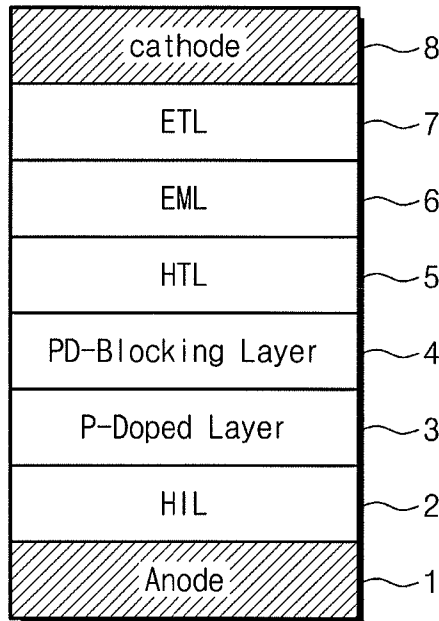 cathode 8
ETL 7
EML 6
HTL 5
PD-Blocking Layer 4
P-Doped Layer 3
HIL 2
Anode 1